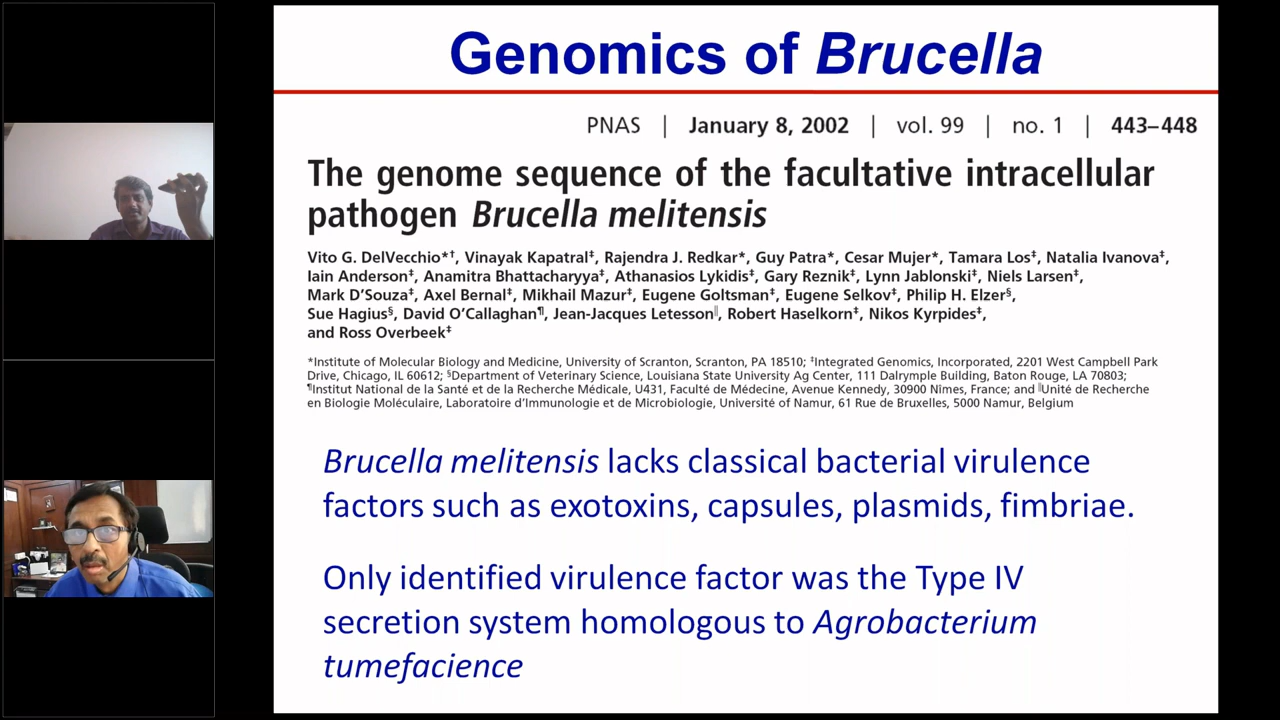 Genomics of Brucella
PNAS | January 8, 2002 | vol. 99 | no. 1 | 443–448
The genome sequence of the facultative intracellular
pathogen Brucella melitensis
Vito G. DelVecchio*†, Vinayak Kapatral‡, Rajendra J. Redkar*, Guy Patra*, Cesar Mujer*, Tamara Los‡, Natalia Ivanova‡,
Iain Anderson‡, Anamitra Bhattacharyya‡, Athanasios Lykidis‡, Gary Reznik‡, Lynn Jablonski‡, Niels Larsen‡,
Mark D’Souza‡, Axel Bernal‡, Mikhail Mazur‡, Eugene Goltsman‡, Eugene Selkov‡, Philip H. Elzer§,
Sue Hagius§, David O’Callaghan¶, Jean-Jacques Letesson‖, Robert Haselkorn‡, Nikos Kyrpides‡,
and Ross Overbeek‡
*Institute of Molecular Biology and Medicine, University of Scranton, Scranton, PA 18510; ‡Integrated Genomics, Incorporated, 2201 West Campbell Park
Drive, Chicago, IL 60612; §Department of Veterinary Science, Louisiana State University Ag Center, 111 Dalrymple Building, Baton Rouge, LA 70803;
¶Institut National de la Santé et de la Recherche Médicale, U431, Faculté de Médecine, Avenue Kennedy, 30900 Nîmes, France; and ‖Unité de Recherche
en Biologie Moléculaire, Laboratoire d’Immunologie et de Microbiologie, Université of Namur, 61 Rue de Bruxelles, 5000 Namur, Belgium
Brucella melitensis lacks classical bacterial virulence
factors such as exotoxins, capsules, plasmids, fimbriae.
Only identified virulence factor was the Type IV
secretion system homologous to Agrobacterium
tumefacience